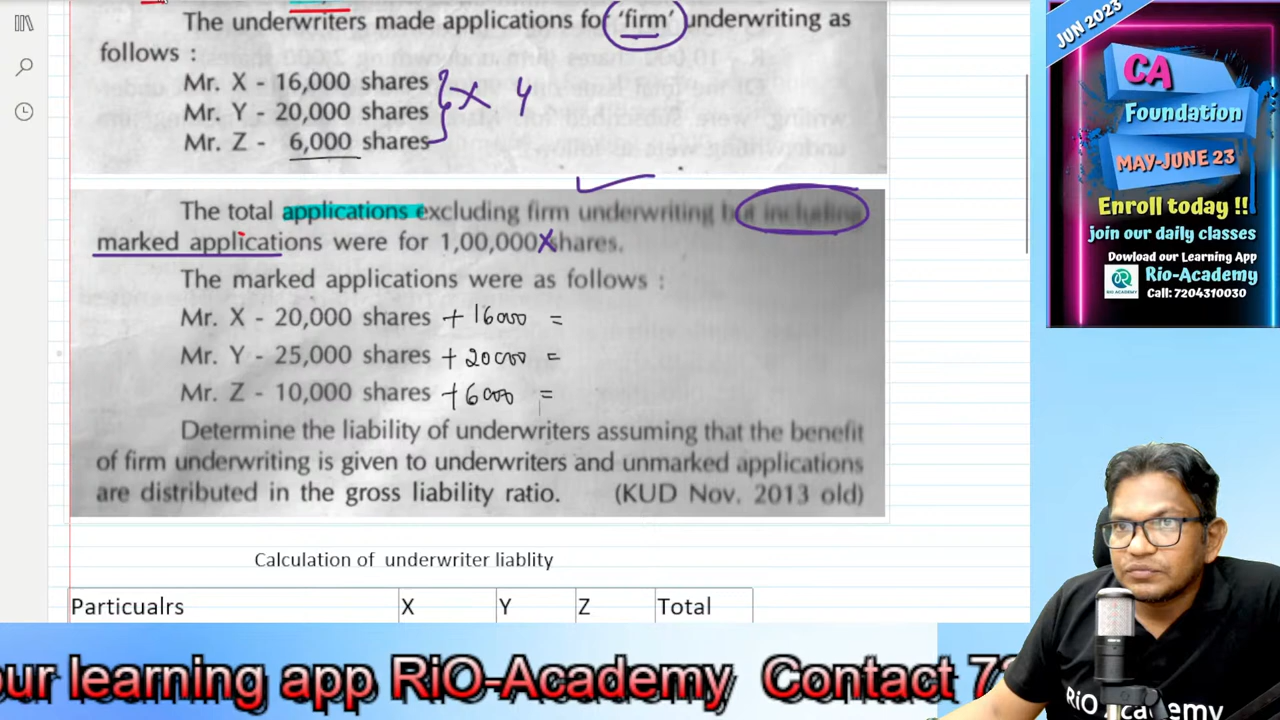 The underwriters made applications for 'firm' underwriting as
follows :
Mr. X - 16,000 shares
Mr. Y - 20,000 shares
Mr. Z - 6,000 shares
X 4
The total applications excluding firm underwriting but including
marked applications were for 1,00,000 shares.
The marked applications were as follows :
Mr. X - 20,000 shares + 16000 =
Mr. Y - 25,000 shares + 20000 =
Mr. Z - 10,000 shares + 6000 =
Determine the liability of underwriters assuming that the benefit
of firm underwriting is given to underwriters and unmarked applications
are distributed in the gross liability ratio. (KUD Nov. 2013 old)
Calculation of underwriter liablity
Particualrs X Y Z Total
JUN 2023
CA
Foundation
MAY-JUNE 23
Enroll today !!
join our daily classes
Dowload our Learning App
Rio-Academy
Call: 7204310030
RIO ACADEMY
our learning app RiO-Academy Contact 7